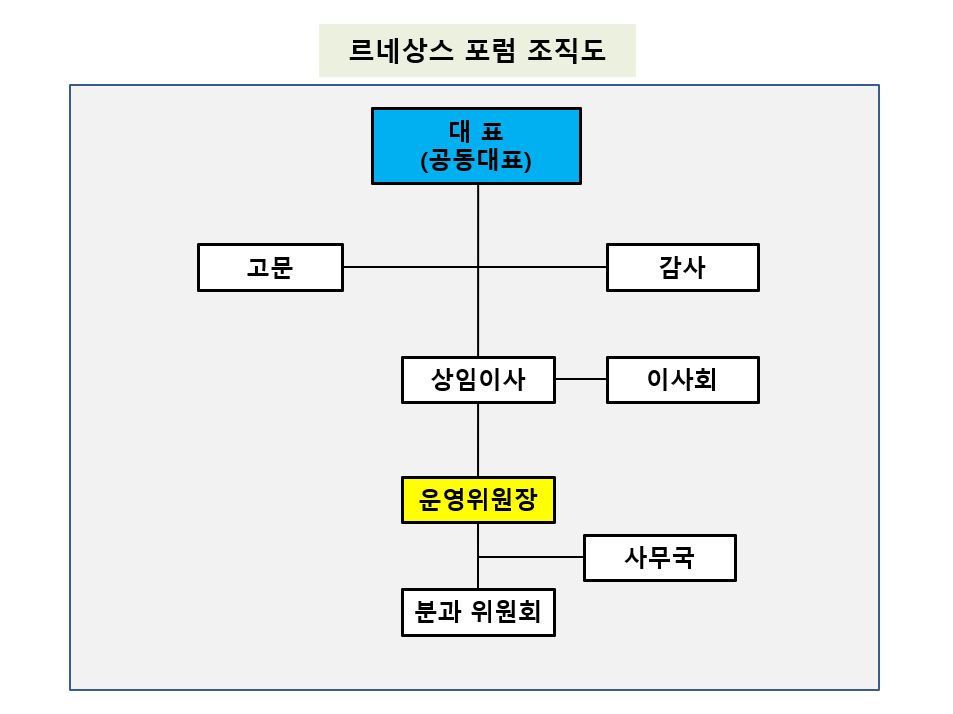 르네상스 포럼 조직도
대 표
(공동대표)
고문
감사
상임이사
이사회
운영위원장
사무국
분과 위원회